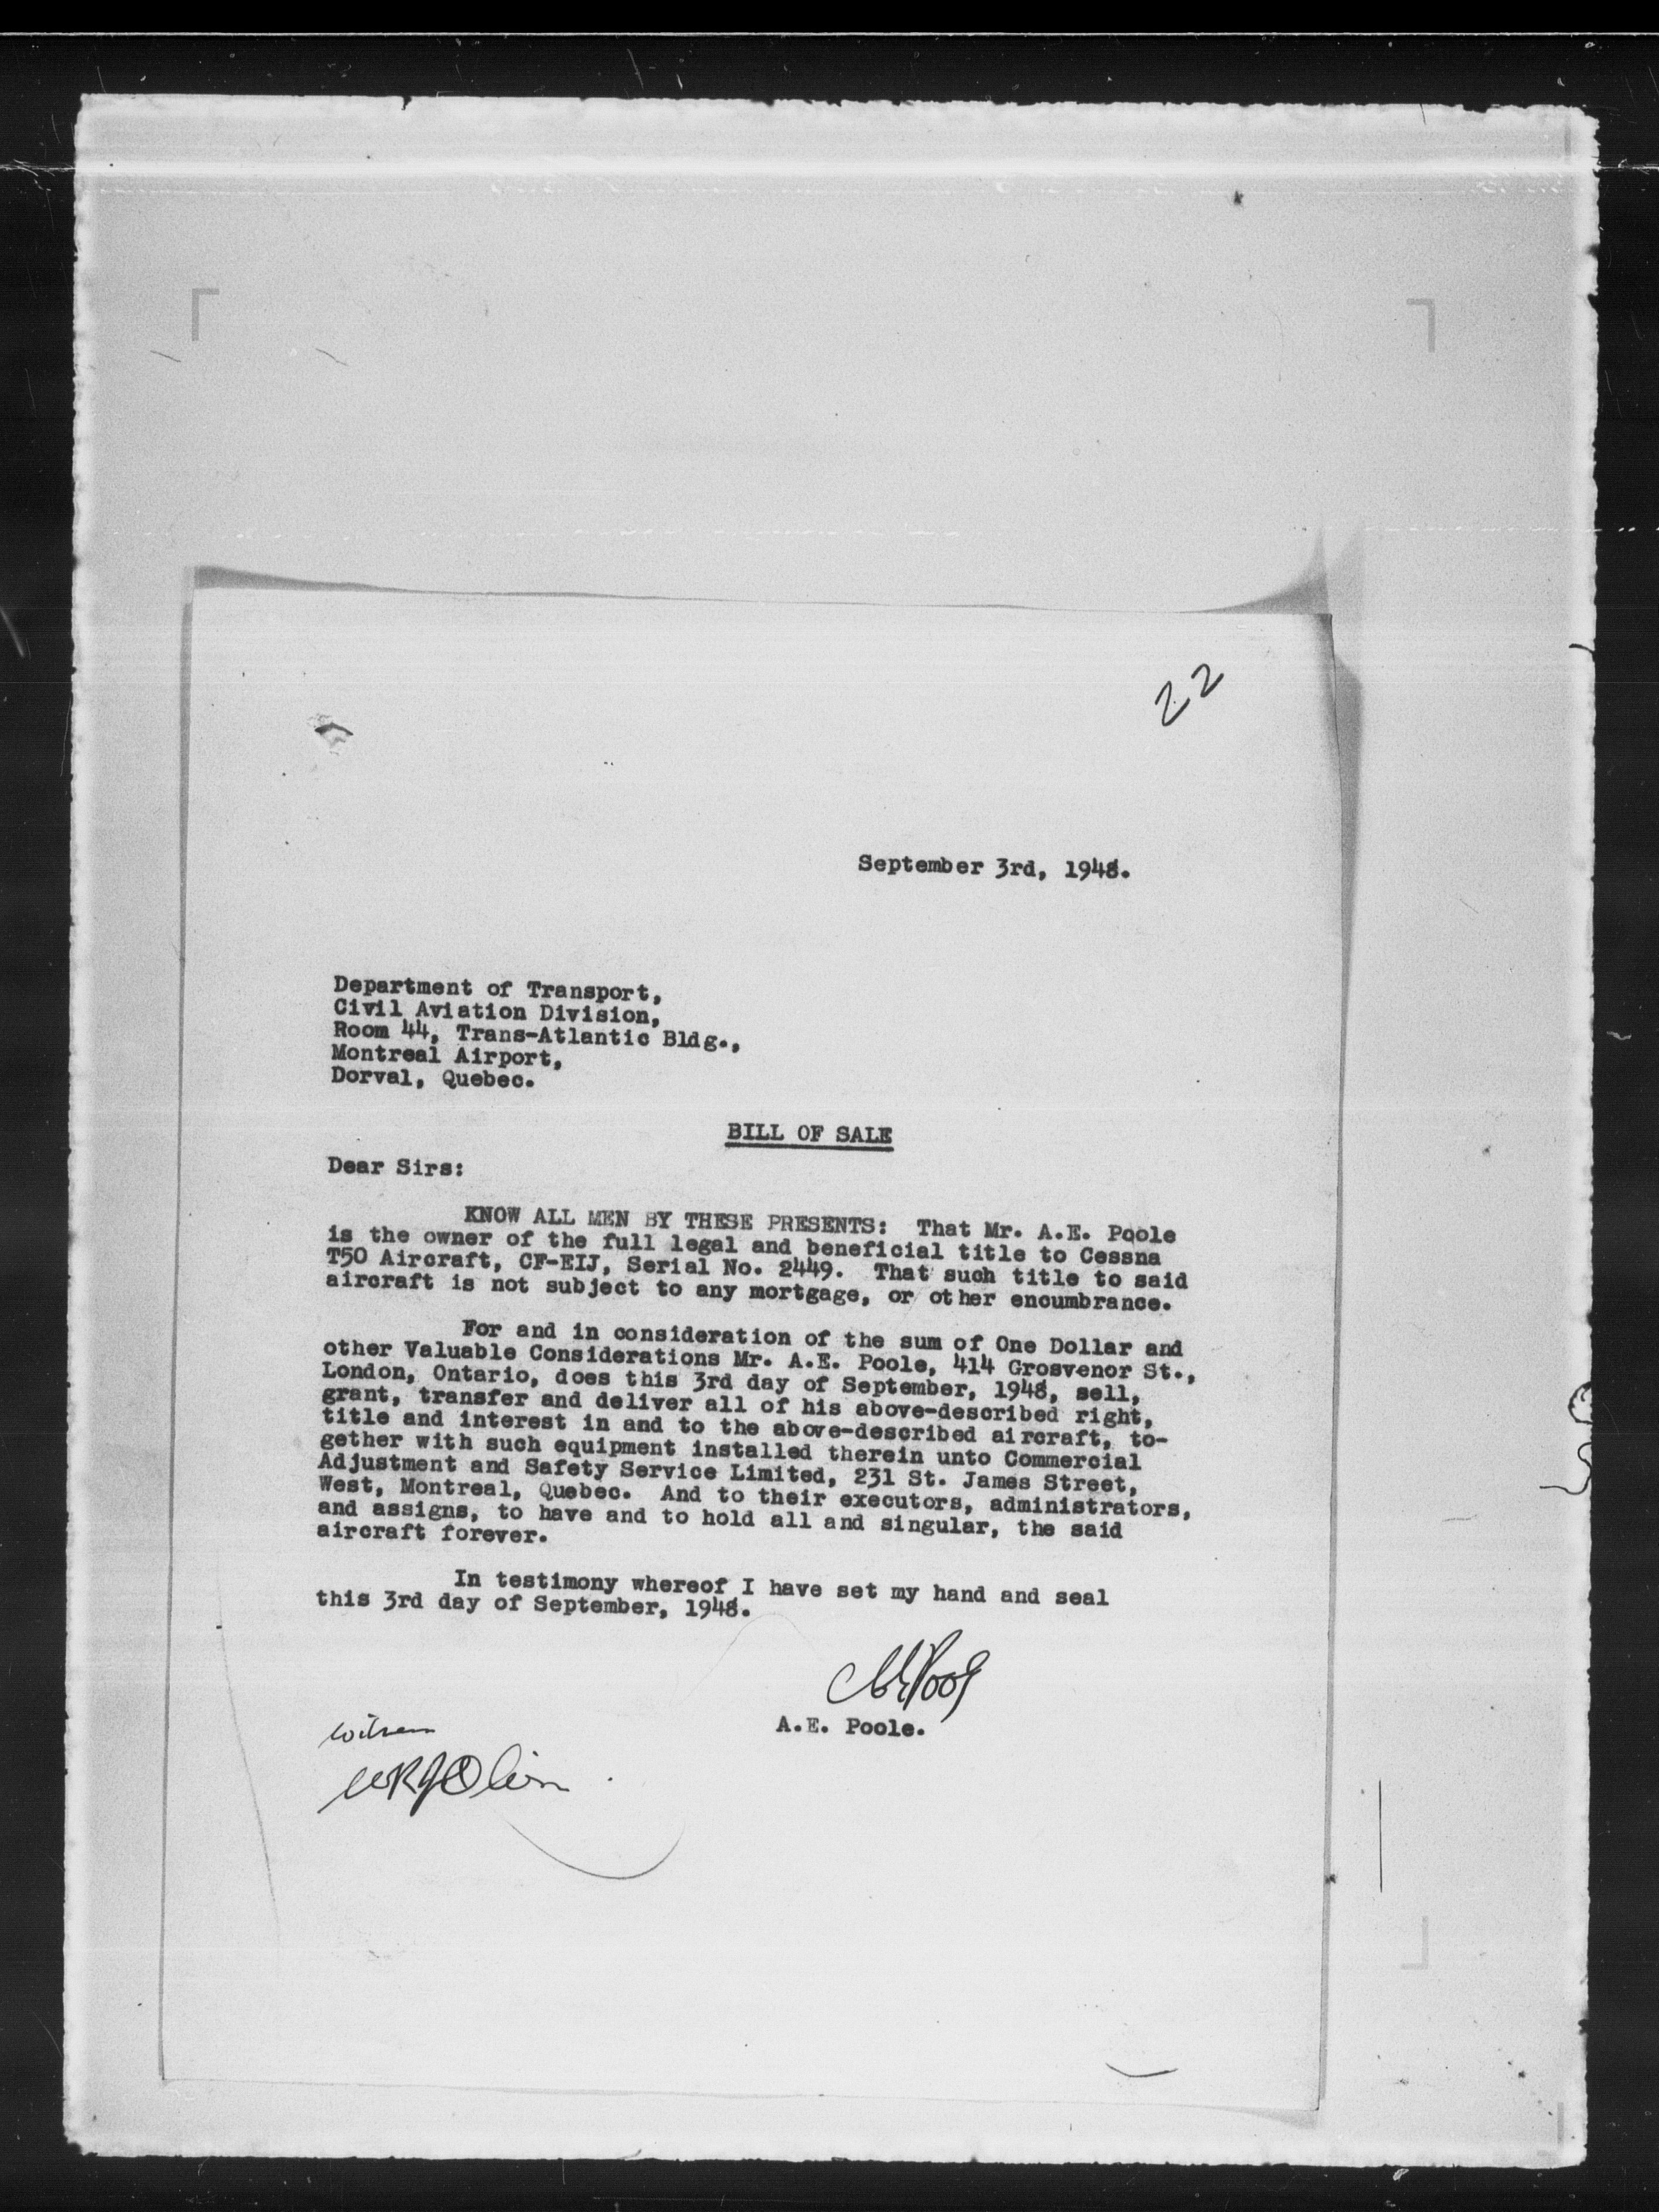 22
September 3rd, 1948.
Department of Transport,
Civil Aviation Division,
Room 44, Trans-Atlantic Bldg.,
Montreal Airport,
Dorval, Quebec.
BILL OF SALE
Dear Sirs:
KNOW ALL MEN BY THESE PRESENTS: That Mr. A.E. Poole
is the owner of the full legal and beneficial title to Cessna
T50 Aircraft, CF-EIJ, Serial No. 2449. That such title to said
aircraft is not subject to any mortgage, or other encumbrance.
For and in consideration of the sum of One Dollar and
other Valuable Considerations Mr. A.E. Poole, 414 Grosvenor St.,
London, Ontario, does this 3rd day of September, 1948, sell,
grant, transfer and deliver all of his above-described right,
title and interest in and to the above-described aircraft, to-
gether with such equipment installed therein unto Commercial
Adjustment and Safety Service Limited, 231 St. James Street,
West, Montreal, Quebec. And to their executors, administrators,
and assigns, to have and to hold all and singular, the said
aircraft forever.
In testimony whereof I have set my hand and seal
this 3rd day of September, 1948.
A.E. Poole.